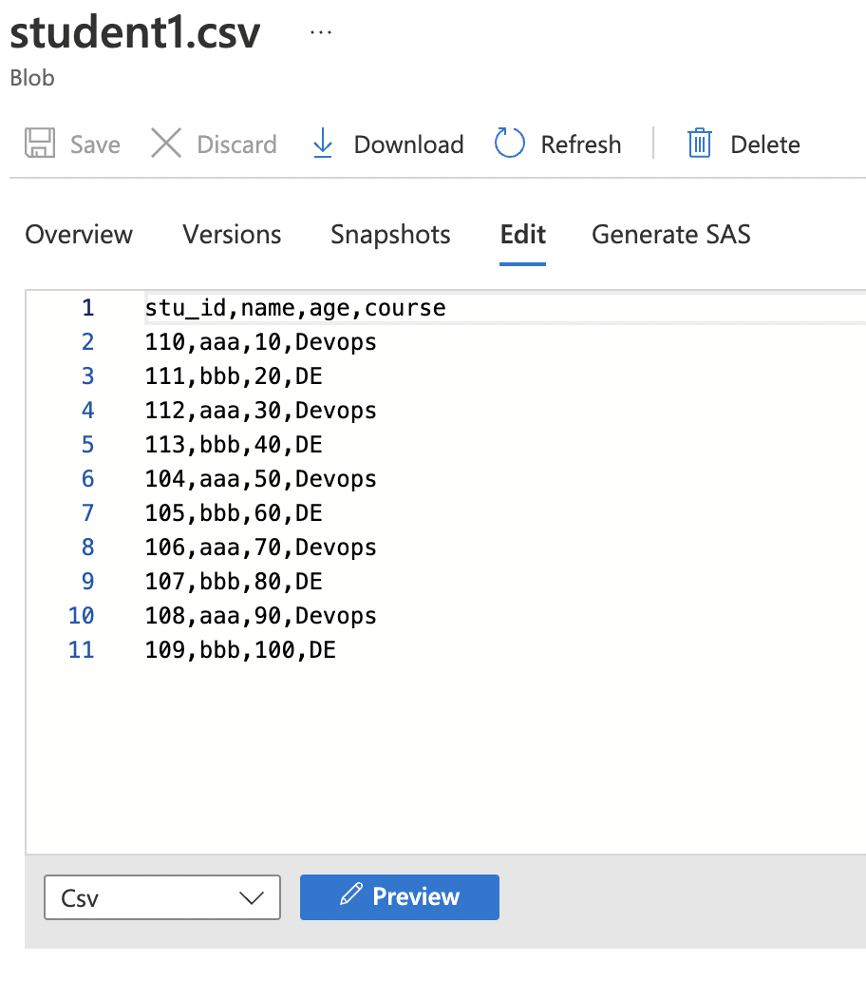 student1.csv ...
Blob
Save Discard Download Refresh Delete
Overview Versions Snapshots Edit Generate SAS
1 stu_id,name,age,course
2 110,aaa,10,Devops
3 111,bbb,20,DE
4 112,aaa,30,Devops
5 113,bbb,40,DE
6 104,aaa,50,Devops
7 105,bbb,60,DE
8 106,aaa,70,Devops
9 107,bbb,80,DE
10 108,aaa,90,Devops
11 109,bbb,100,DE
Csv Preview